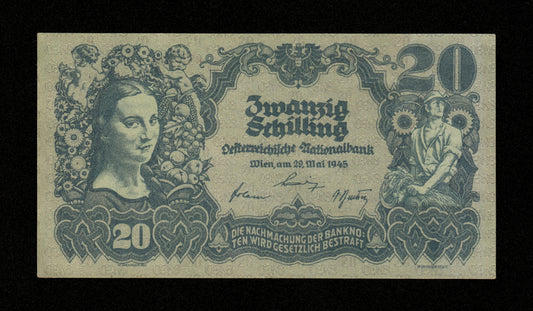 20
Zwanzig
Schilling
Oesterreichische Nationalbank
Wien, am 29. Mai 1945
20
DIE NACHMACHUNG DER BANKNO-
TEN WIRD GESETZLICH BESTRAFT